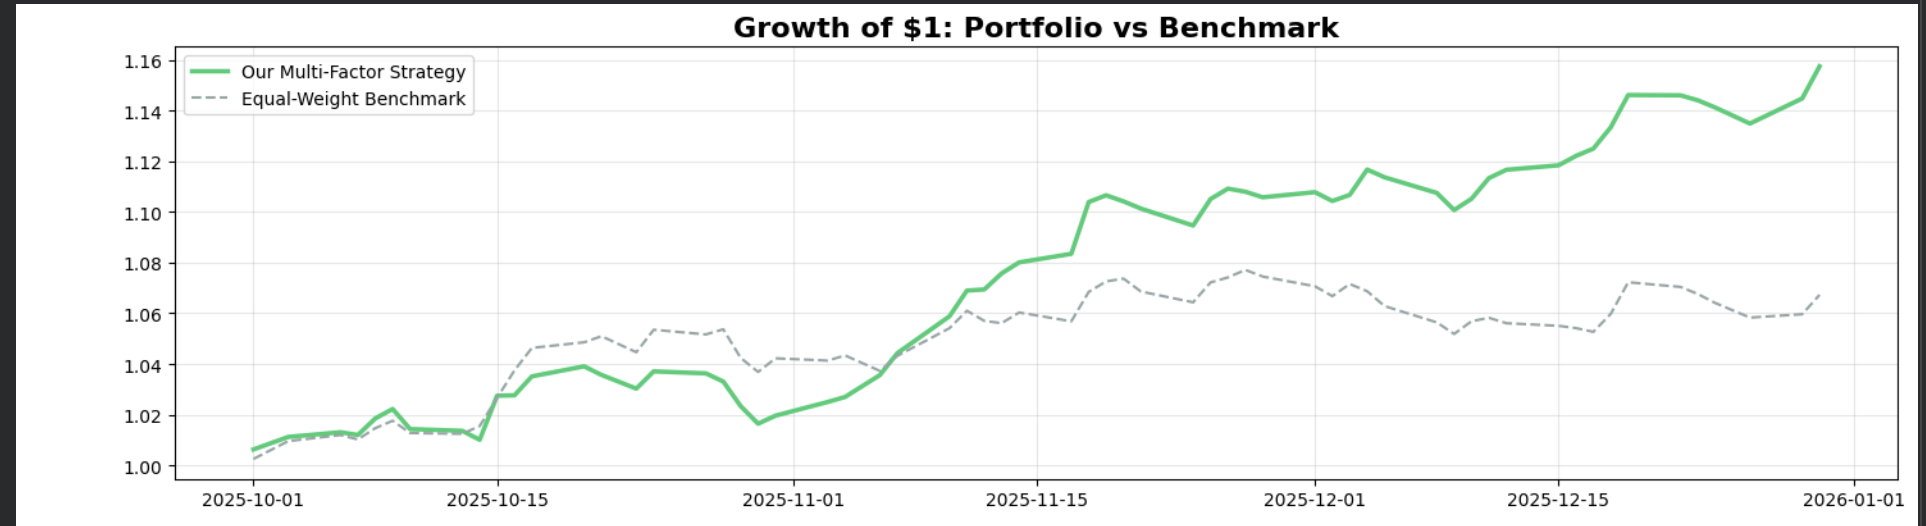 Growth of $1: Portfolio vs Benchmark
Our Multi-Factor Strategy
Equal-Weight Benchmark
1.16
1.14
1.12
1.10
1.08
1.06
1.04
1.02
1.00
2025-10-01 2025-10-15 2025-11-01 2025-11-15 2025-12-01 2025-12-15 2026-01-01